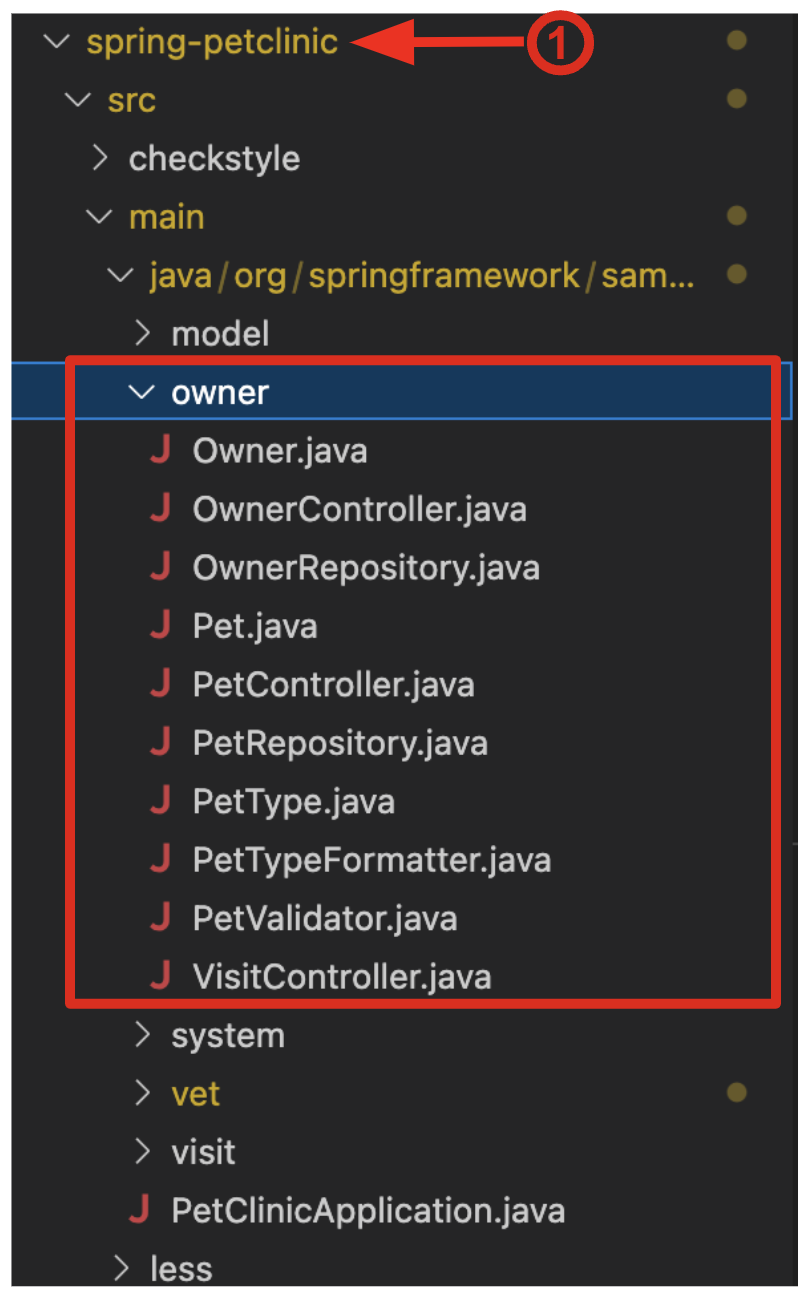 spring-petclinic 1
src
checkstyle
main
java/org/springframework/sam...
model
owner
J Owner.java
J OwnerController.java
J OwnerRepository.java
J Pet.java
J PetController.java
J PetRepository.java
J PetType.java
J PetTypeFormatter.java
J PetValidator.java
J VisitController.java
system
vet
visit
J PetClinicApplication.java
less